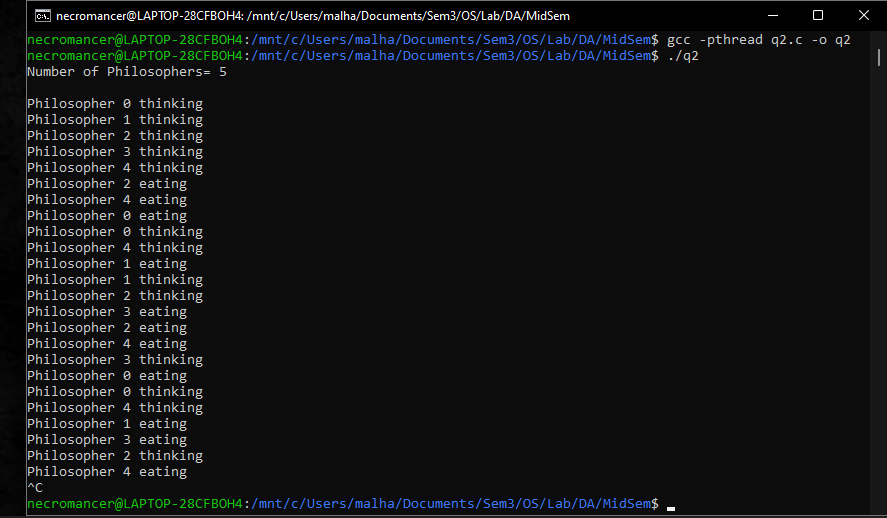 necromancer@LAPTOP-28CFBOH4: /mnt/c/Users/malha/Documents/Sem3/OS/Lab/DA/MidSem
necromancer@LAPTOP-28CFBOH4:/mnt/c/Users/malha/Documents/Sem3/OS/Lab/DA/MidSem$ gcc -pthread q2.c -o q2
necromancer@LAPTOP-28CFBOH4:/mnt/c/Users/malha/Documents/Sem3/OS/Lab/DA/MidSem$ ./q2
Number of Philosophers= 5
Philosopher 0 thinking
Philosopher 1 thinking
Philosopher 2 thinking
Philosopher 3 thinking
Philosopher 4 thinking
Philosopher 2 eating
Philosopher 4 eating
Philosopher 0 eating
Philosopher 0 thinking
Philosopher 4 thinking
Philosopher 1 eating
Philosopher 1 thinking
Philosopher 2 thinking
Philosopher 3 eating
Philosopher 2 eating
Philosopher 4 eating
Philosopher 3 thinking
Philosopher 0 eating
Philosopher 0 thinking
Philosopher 4 thinking
Philosopher 1 eating
Philosopher 3 eating
Philosopher 2 thinking
Philosopher 4 eating
^C
necromancer@LAPTOP-28CFBOH4:/mnt/c/Users/malha/Documents/Sem3/OS/Lab/DA/MidSem$